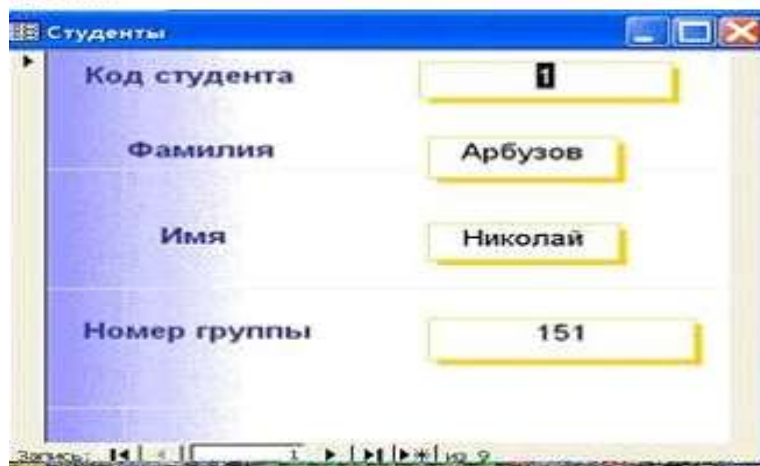 Студенты
Код студента 1
Фамилия Арбузов
Имя Николай
Номер группы 151
Запись: 1 из 9